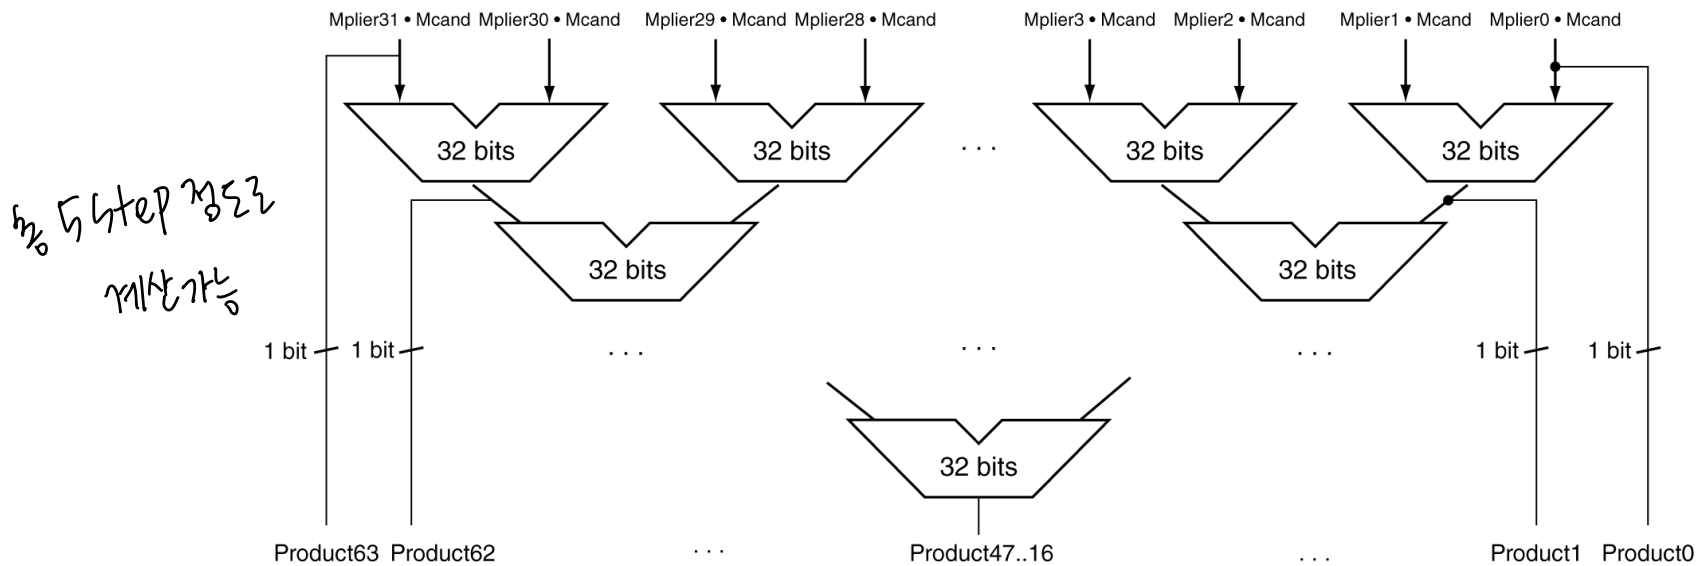 Mplier31 • Mcand Mplier30 • Mcand Mplier29 • Mcand Mplier28 • Mcand Mplier3 • Mcand Mplier2 • Mcand Mplier1 • Mcand Mplier0 • Mcand
32 bits 32 bits . . . 32 bits 32 bits
총 5 Step 정도로
계산가능
32 bits 32 bits
1 bit 1 bit . . . . . . . . . 1 bit 1 bit
32 bits
Product63 Product62 . . . Product47..16 . . . Product1 Product0